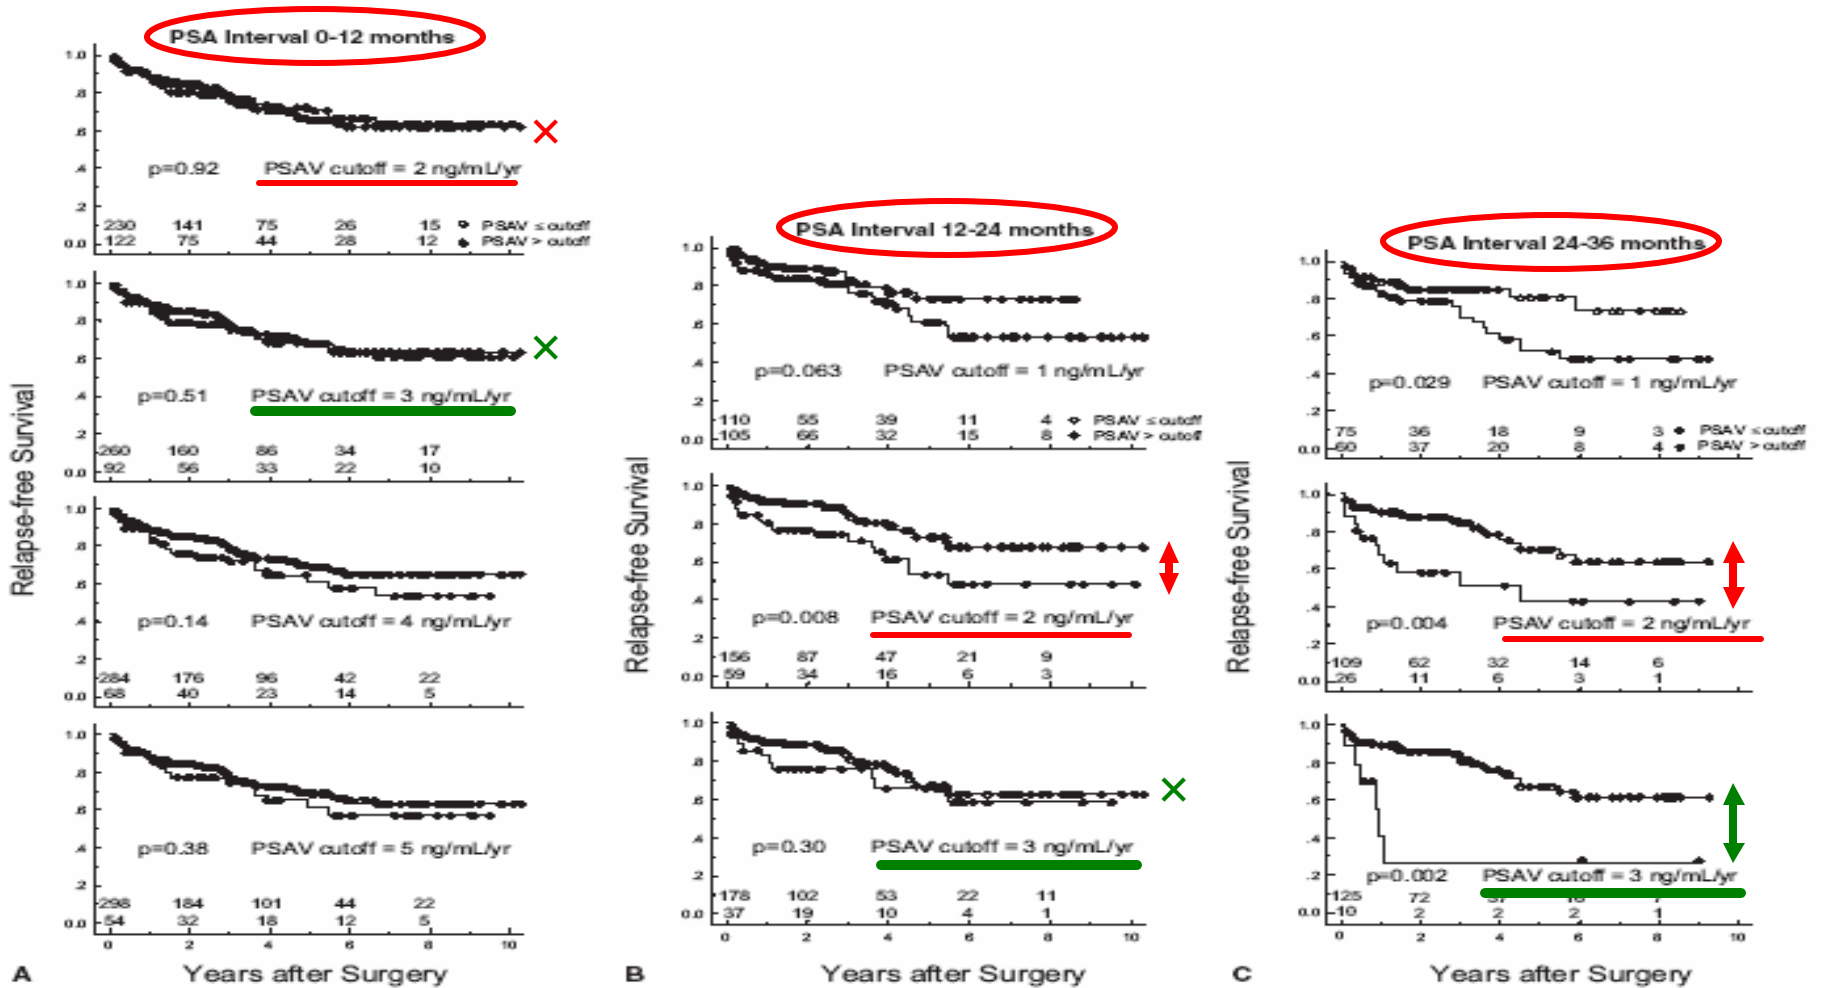 PSA Interval 0-12 months
1.0
.8
.6
.4
.2
0.0
p=0.92 PSAV cutoff = 2 ng/mL/yr
230 141 75 26 15 PSAV ≤ cutoff
122 75 44 28 12 PSAV > cutoff
1.0
.8
.6
.4
.2
0.0
p=0.51 PSAV cutoff = 3 ng/mL/yr
260 160 86 34 17
92 56 33 22 10
1.0
.8
.6
.4
.2
0.0
p=0.14 PSAV cutoff = 4 ng/mL/yr
284 176 96 42 22
68 40 23 14 5
1.0
.8
.6
.4
.2
0.0
p=0.38 PSAV cutoff = 5 ng/mL/yr
298 184 101 44 22
54 32 18 12 5
0 2 4 6 8 10
Relapse-free Survival
A Years after Surgery
PSA Interval 12-24 months
1.0
.8
.6
.4
.2
0.0
p=0.063 PSAV cutoff = 1 ng/mL/yr
110 55 39 11 4 PSAV ≤ cutoff
105 66 32 15 8 PSAV > cutoff
1.0
.8
.6
.4
.2
0.0
p=0.008 PSAV cutoff = 2 ng/mL/yr
156 87 47 21 9
59 34 16 6 3
1.0
.8
.6
.4
.2
0.0
p=0.30 PSAV cutoff = 3 ng/mL/yr
178 102 53 22 11
37 19 10 4 1
0 2 4 6 8 10
Relapse-free Survival
B Years after Surgery
PSA Interval 24-36 months
1.0
.8
.6
.4
.2
0.0
p=0.029 PSAV cutoff = 1 ng/mL/yr
75 36 18 9 3 PSAV ≤ cutoff
60 37 20 8 4 PSAV > cutoff
1.0
.8
.6
.4
.2
0.0
p=0.004 PSAV cutoff = 2 ng/mL/yr
109 62 32 14 6
26 11 6 3 1
1.0
.8
.6
.4
.2
0.0
p=0.002 PSAV cutoff = 3 ng/mL/yr
125 72
10 2 2 2 1
0 2 4 6 8 10
Relapse-free Survival
C Years after Surgery